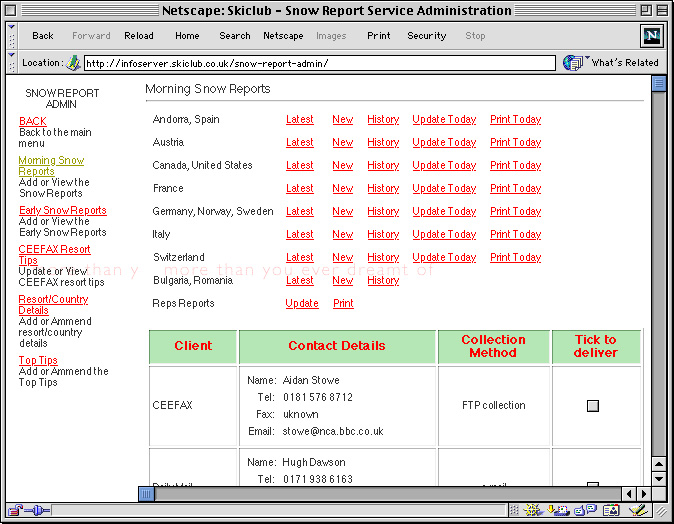 Netscape: Skiclub – Snow Report Service Administration
Back Forward Reload Home Search Netscape Images Print Security Stop
N
Location: http://infoserver.skiclub.co.uk/snow-report-admin/ What's Related
SNOW REPORT
ADMIN
BACK
Back to the main
menu
Morning Snow
Reports
Add or View the
Snow Reports
Early Snow Reports
Add or View the
Early Snow Reports
CEEFAX Resort
Tips
Update or View
CEEFAX resort tips
Resort/Country
Details
Add or Ammend
resort/country
details
Top Tips
Add or Ammend the
Top Tips
Morning Snow Reports
Andorra, Spain Latest New History Update Today Print Today
Austria Latest New History Update Today Print Today
Canada, United States Latest New History Update Today Print Today
France Latest New History Update Today Print Today
Germany, Norway, Sweden Latest New History Update Today Print Today
Italy Latest New History Update Today Print Today
Switzerland Latest New History Update Today Print Today
than y more than you ever dreamt of
Bulgaria, Romania Latest New History
Reps Reports Update Print
Client Contact Details Collection Method Tick to deliver
CEEFAX
Name: Aidan Stowe
Tel: 0181 576 8712
Fax: uknown
Email: stowe@nca.bbc.co.uk
FTP collection
Name: Hugh Dawson
Tel: 0171 938 6163